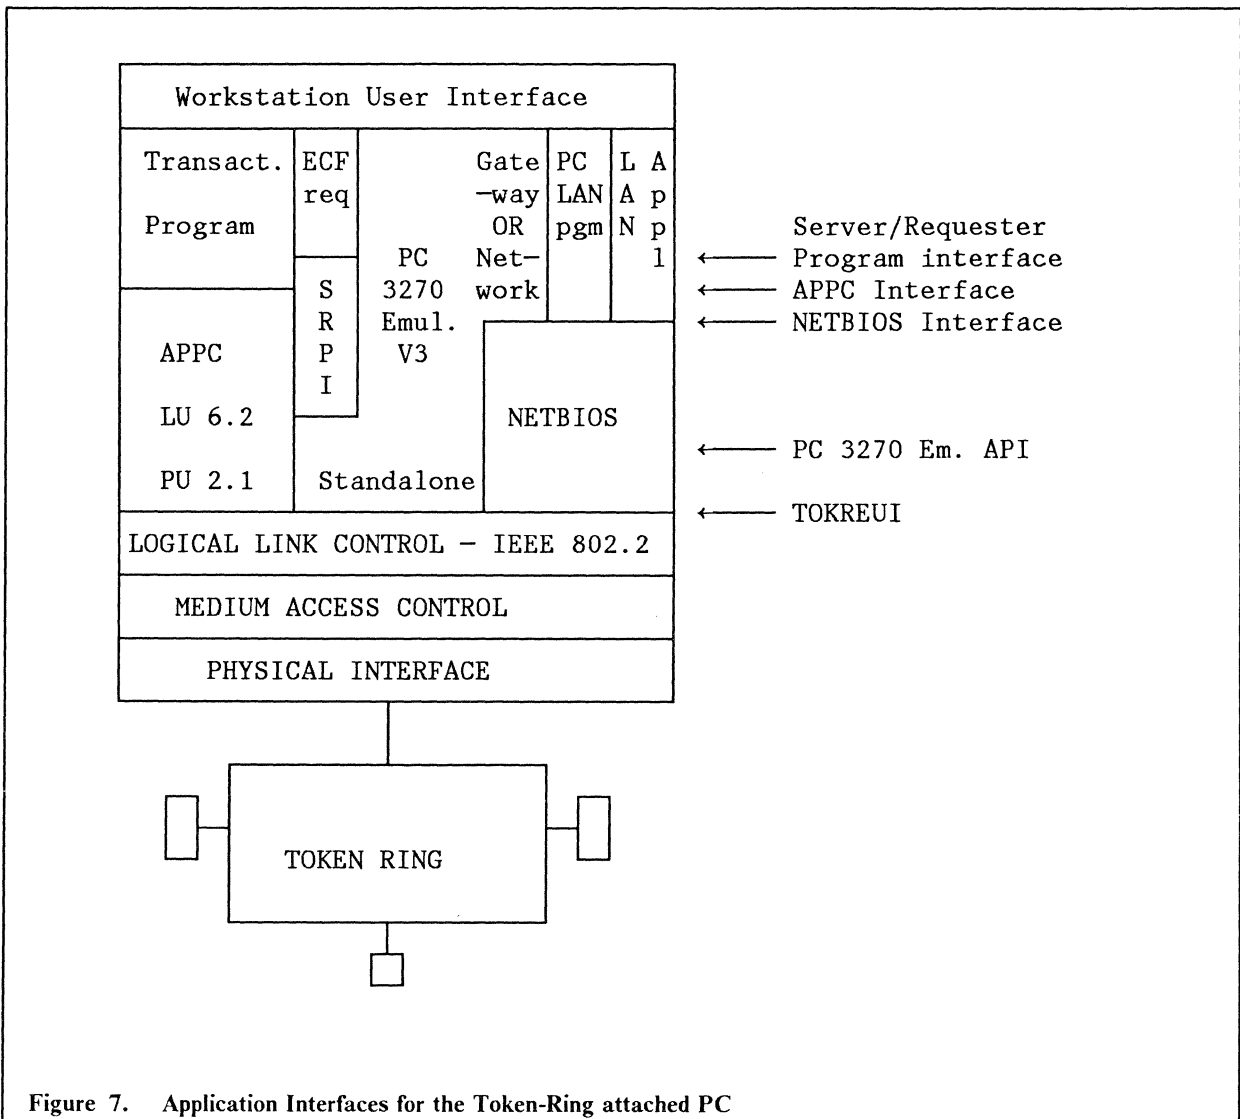 Workstation User Interface
Transact.
Program
ECF
req
Gate
-way
OR
Net-
work
PC
LAN
pgm
L
A
N
A
p
p
l
S
R
P
I
PC
3270
Emul.
V3
APPC
LU 6.2
PU 2.1
Standalone
NETBIOS
Server/Requester
← Program interface
← APPC Interface
← NETBIOS Interface
← PC 3270 Em. API
← TOKREUI
LOGICAL LINK CONTROL - IEEE 802.2
MEDIUM ACCESS CONTROL
PHYSICAL INTERFACE
TOKEN RING
Figure 7. Application Interfaces for the Token-Ring attached PC